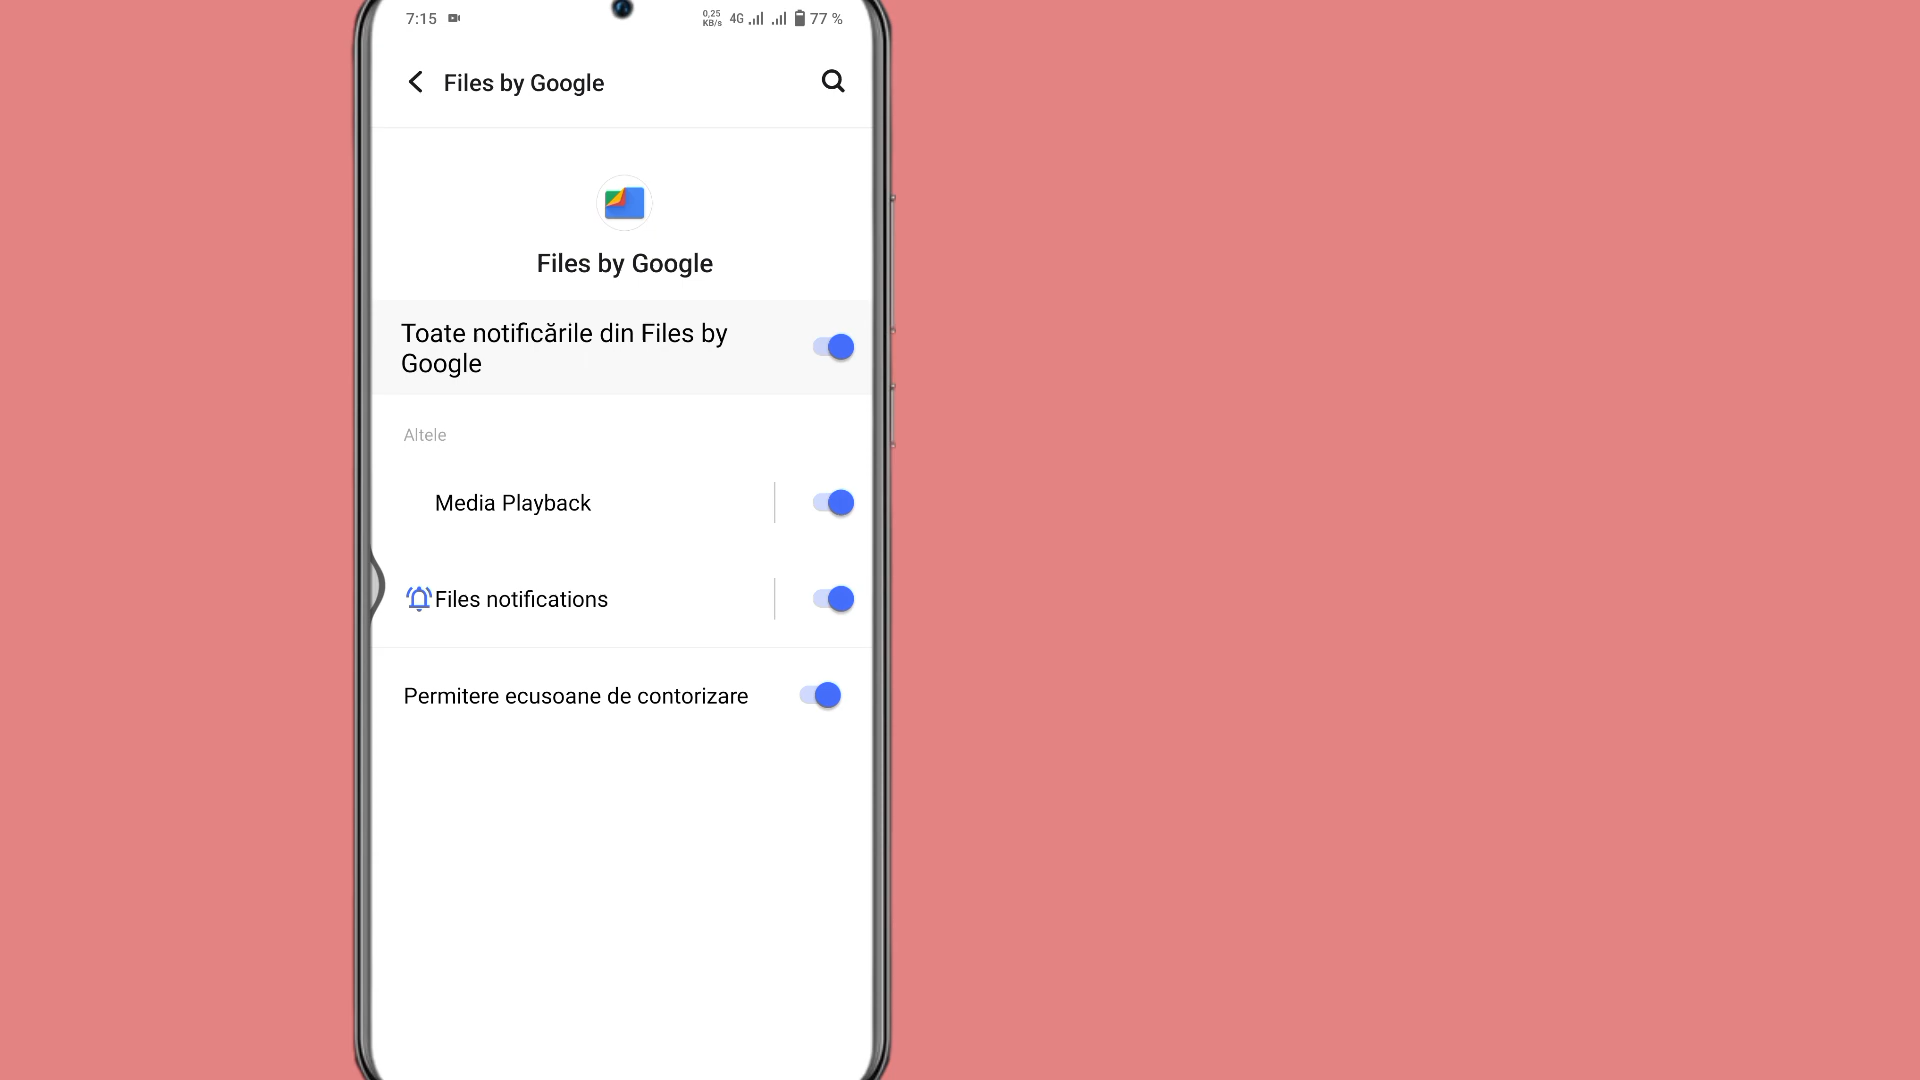 7:15
0,25 KB/s 4G 77 %
Files by Google
Files by Google
Toate notificările din Files by
Google
Altele
Media Playback
Files notifications
Permitere ecusoane de contorizare